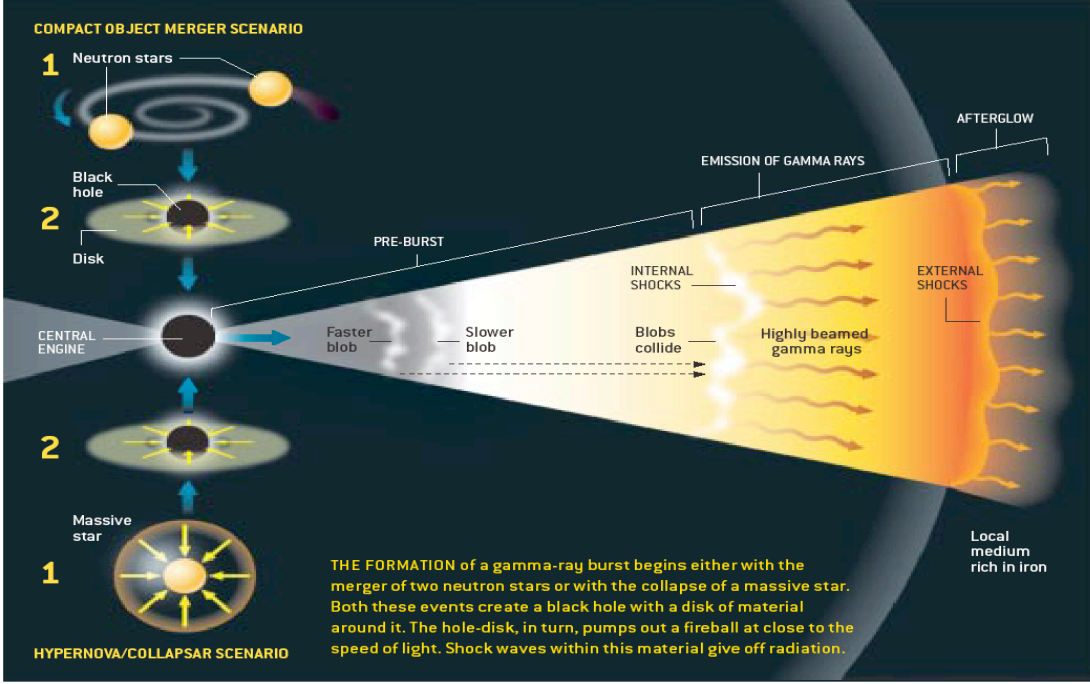 COMPACT OBJECT MERGER SCENARIO
1
Neutron stars
Black
hole
2
Disk
CENTRAL
ENGINE
2
Massive
star
1
HYPERNOVA/COLLAPSAR SCENARIO
PRE-BURST
Faster
blob
Slower
blob
EMISSION OF GAMMA RAYS
INTERNAL
SHOCKS
Blobs
collide
Highly beamed
gamma rays
AFTERGLOW
EXTERNAL
SHOCKS
Local
medium
rich in iron
THE FORMATION of a gamma-ray burst begins either with the
merger of two neutron stars or with the collapse of a massive star.
Both these events create a black hole with a disk of material
around it. The hole-disk, in turn, pumps out a fireball at close to the
speed of light. Shock waves within this material give off radiation.